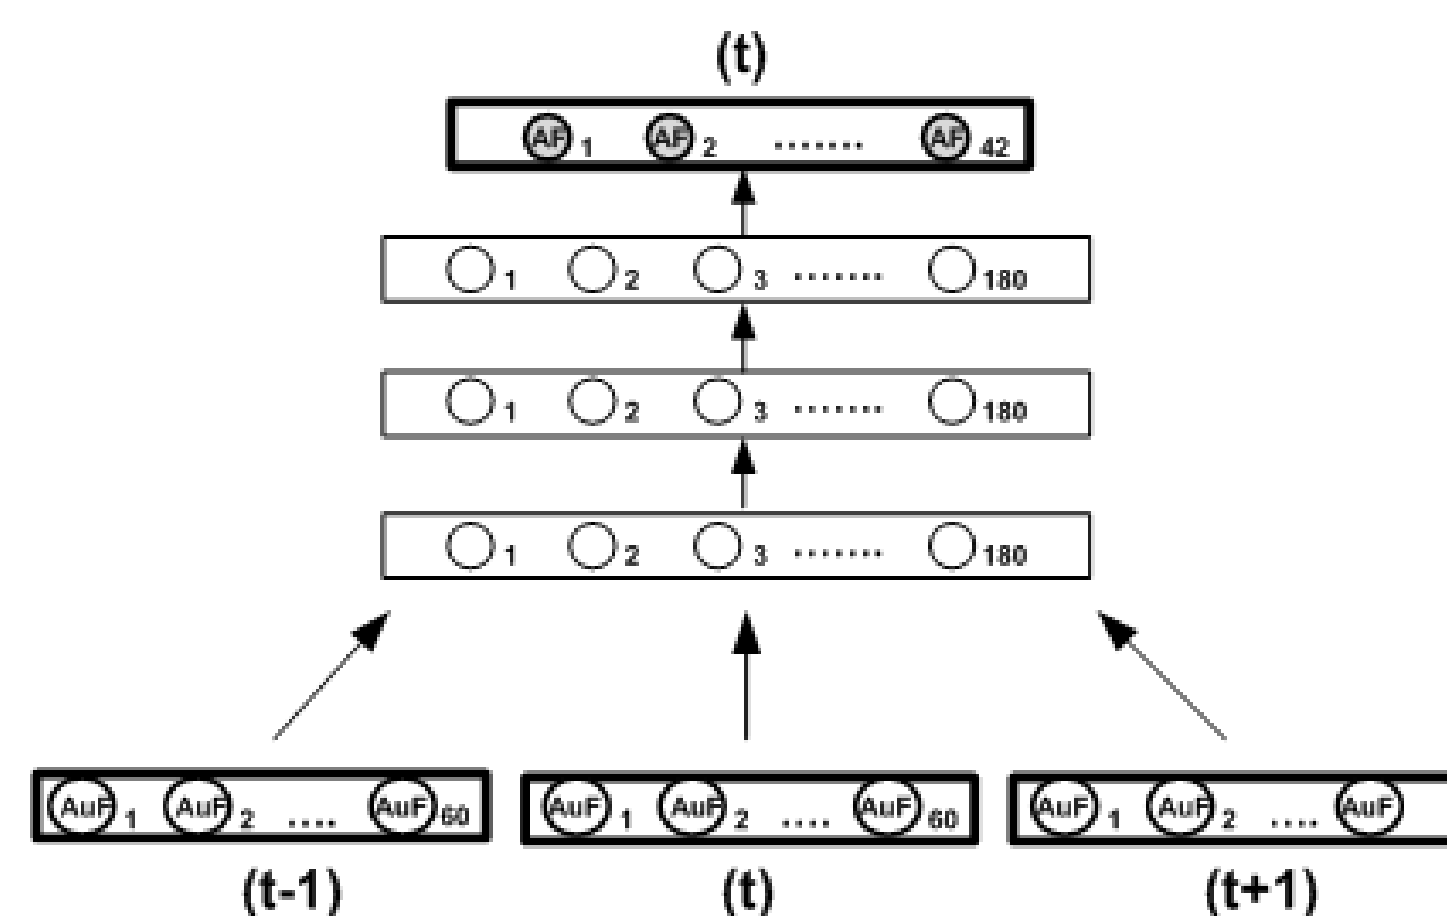 (t)
AF 1 AF 2 ....... AF 42
1 2 3 ....... 180
1 2 3 ....... 180
1 2 3 ....... 180
AuF 1 AuF 2 .... AuF 60 AuF 1 AuF 2 .... AuF 60 AuF 1 AuF 2 .... AuF
(t-1) (t) (t+1)